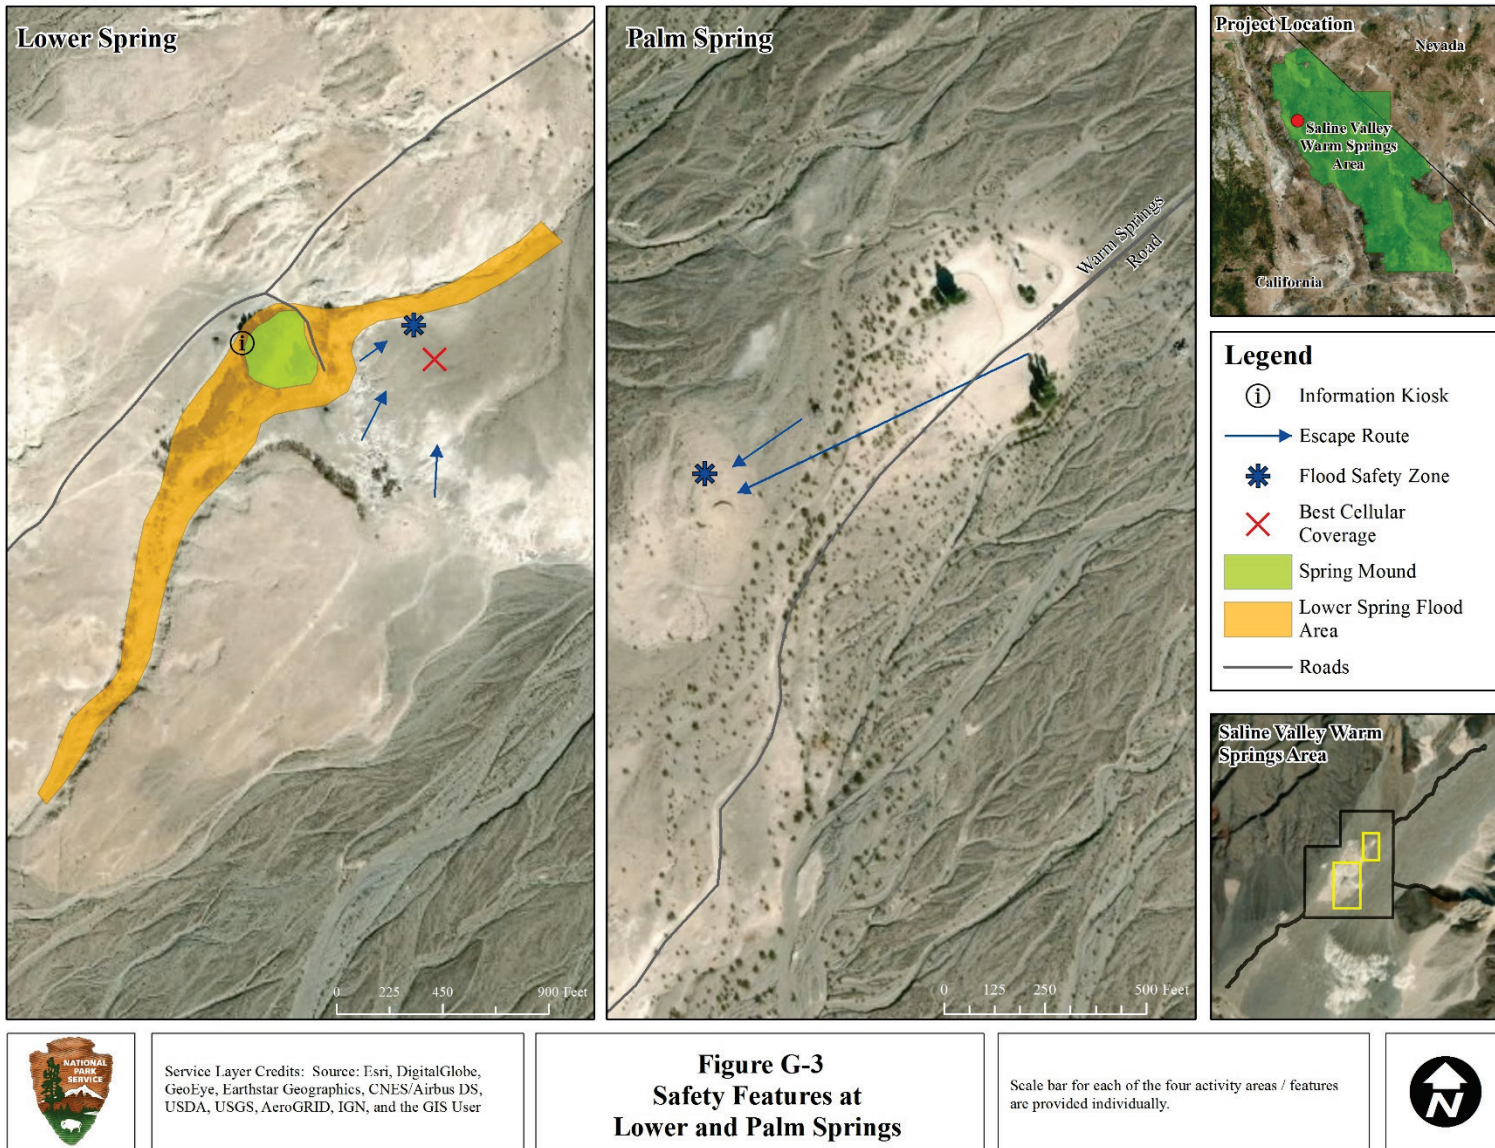 Lower Spring
i
0 225 450 900 Feet
Palm Spring
Warm Springs
Road
0 125 250 500 Feet
Project Location
Nevada
Saline Valley
Warm Springs
Area
California
Legend
i Information Kiosk
Escape Route
Flood Safety Zone
Best Cellular
Coverage
Spring Mound
Lower Spring Flood
Area
Roads
Saline Valley Warm
Springs Area
NATIONAL
PARK
SERVICE
Service Layer Credits: Source: Esri, DigitalGlobe,
GeoEye, Earthstar Geographics, CNES/Airbus DS,
USDA, USGS, AeroGRID, IGN, and the GIS User
Figure G-3
Safety Features at
Lower and Palm Springs
Scale bar for each of the four activity areas / features
are provided individually.
N